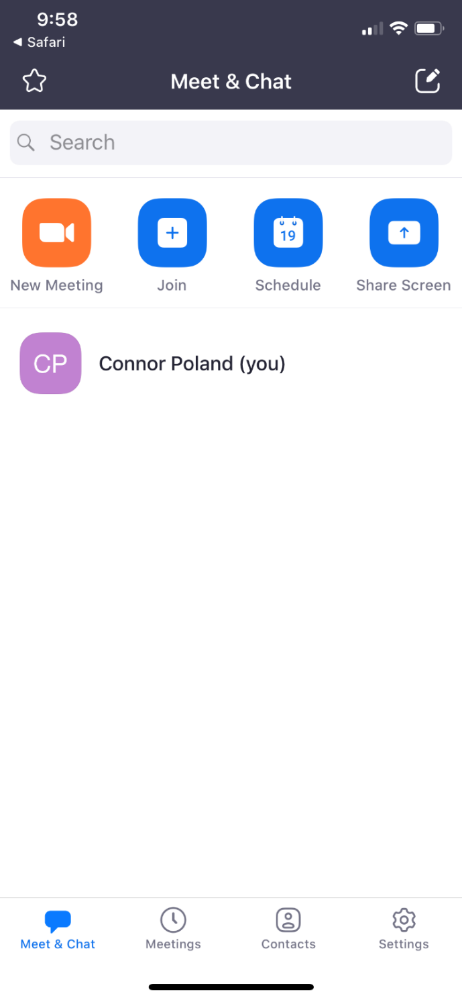 9:58
◀ Safari
Meet & Chat
Search
19
New Meeting
Join
Schedule
Share Screen
CP
Connor Poland (you)
Meet & Chat
Meetings
Contacts
Settings